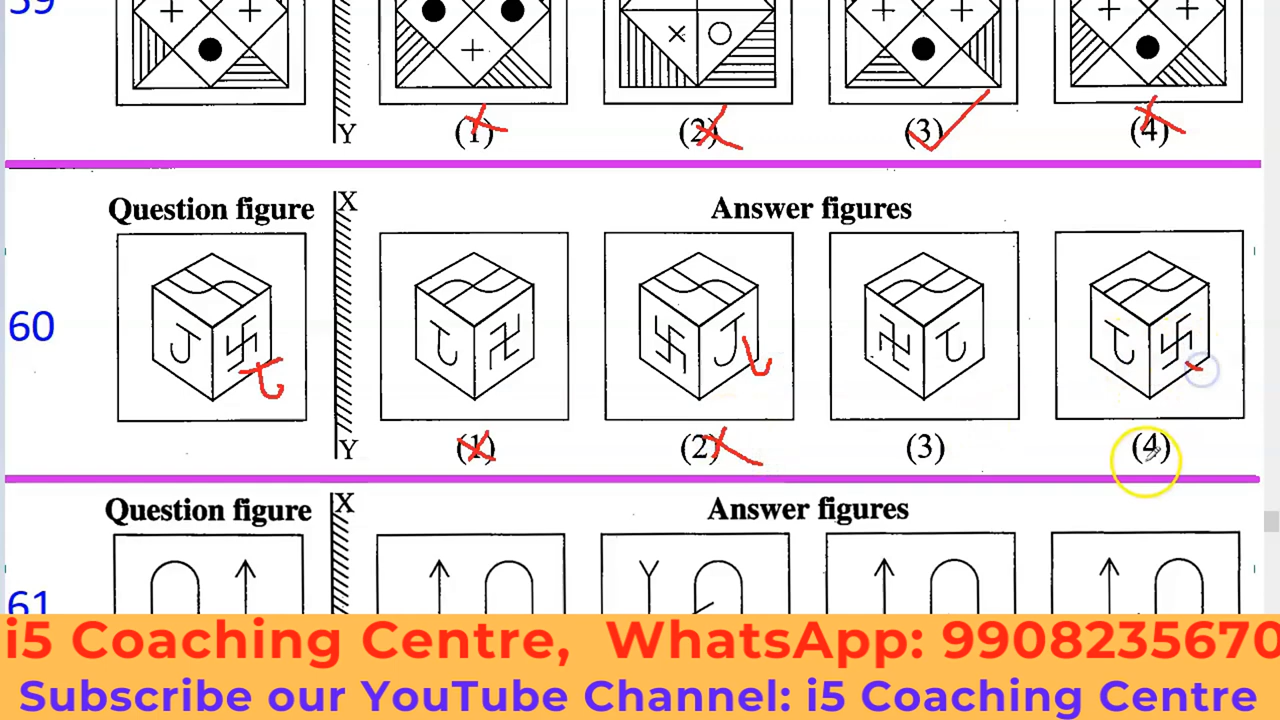 59
Y
(1) (2) (3) (4)
Question figure X Answer figures
60
J
Y
(1) (2) (3) (4)
Question figure X Answer figures
61
i5 Coaching Centre, WhatsApp: 9908235670
Subscribe our YouTube Channel: i5 Coaching Centre